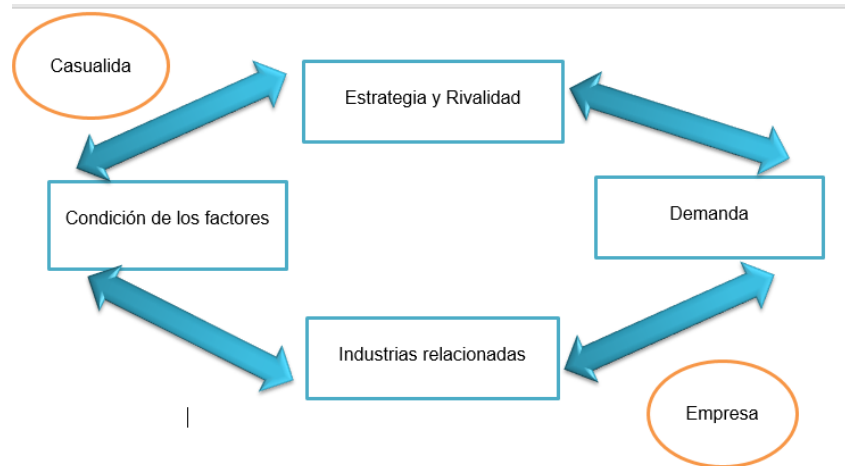 Casualida
Estrategia y Rivalidad
Condición de los factores
Demanda
Industrias relacionadas
Empresa